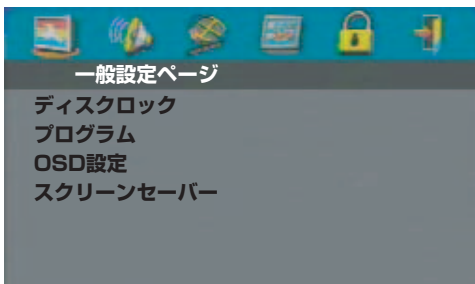 一般設定ページ
ディスクロック
プログラム
OSD設定
スクリーンセーバー